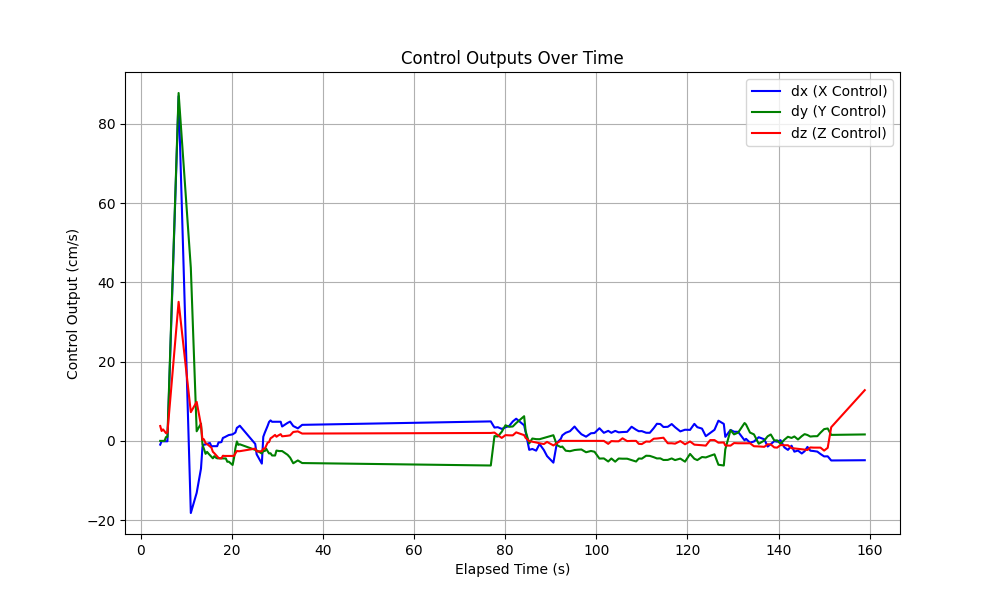 Control Outputs Over Time
dx (X Control)
dy (Y Control)
dz (Z Control)
Control Output (cm/s)
80
60
40
20
0
−20
0 20 40 60 80 100 120 140 160
Elapsed Time (s)